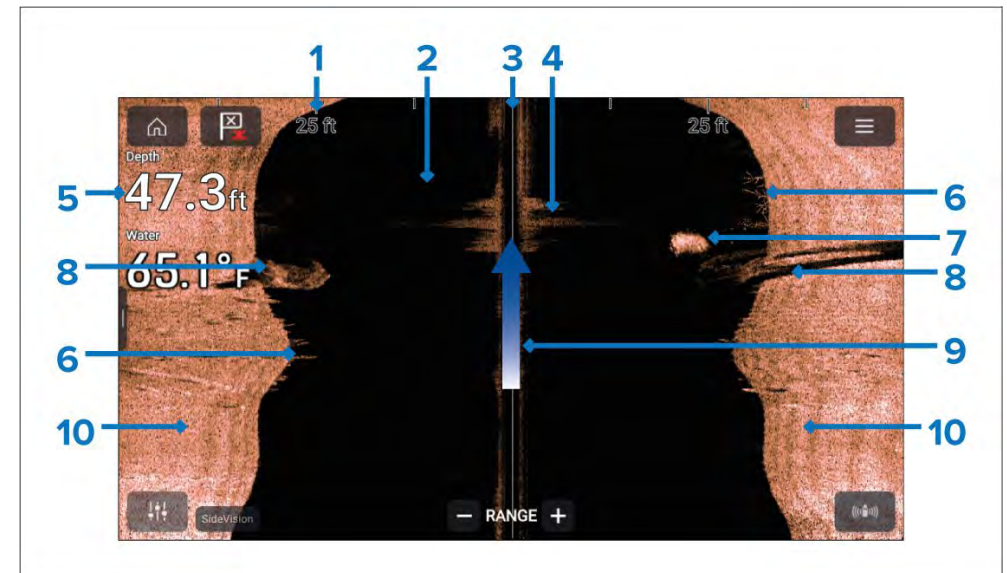 1 2 3 4
25 ft 25 ft
Depth
5 47.3ft 6
7
Water
8 65.1°F 8
6 9
10 10
SideVision
− RANGE +